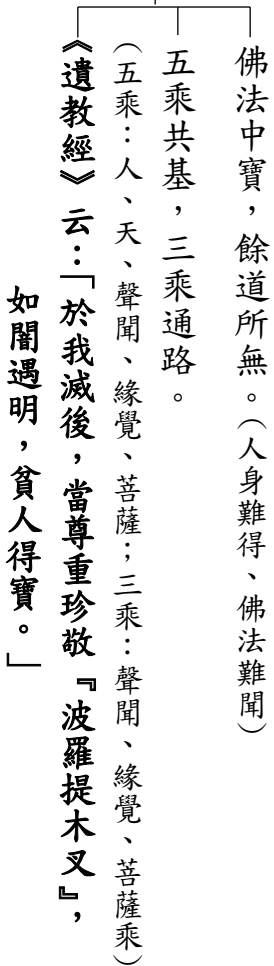 佛法中寶，餘道所無。（人身難得、佛法難聞）
五乘共基，三乘通路。
（五乘：人、天、聲聞、緣覺、菩薩；三乘：聲聞、緣覺、菩薩乘）
《遺教經》云：「於我滅後，當尊重珍敬『波羅提木叉』，
如闇遇明，貧人得寶。」